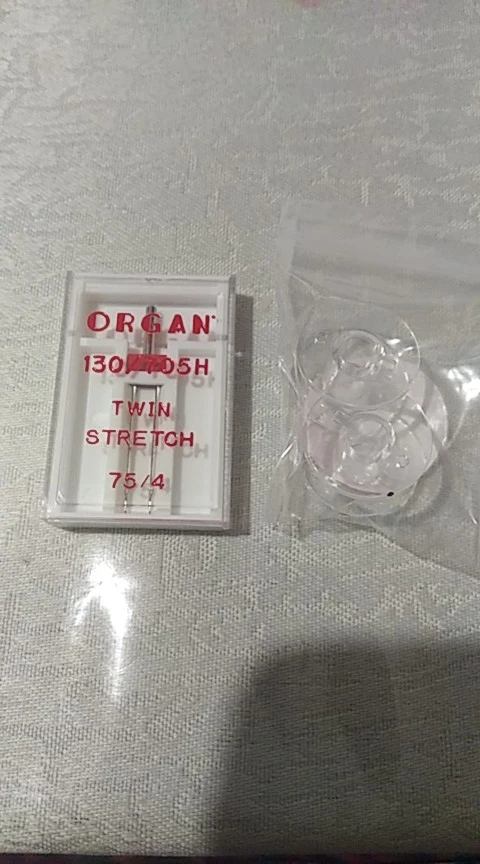 ORGAN
130/705H
TWIN
STRETCH
75/4